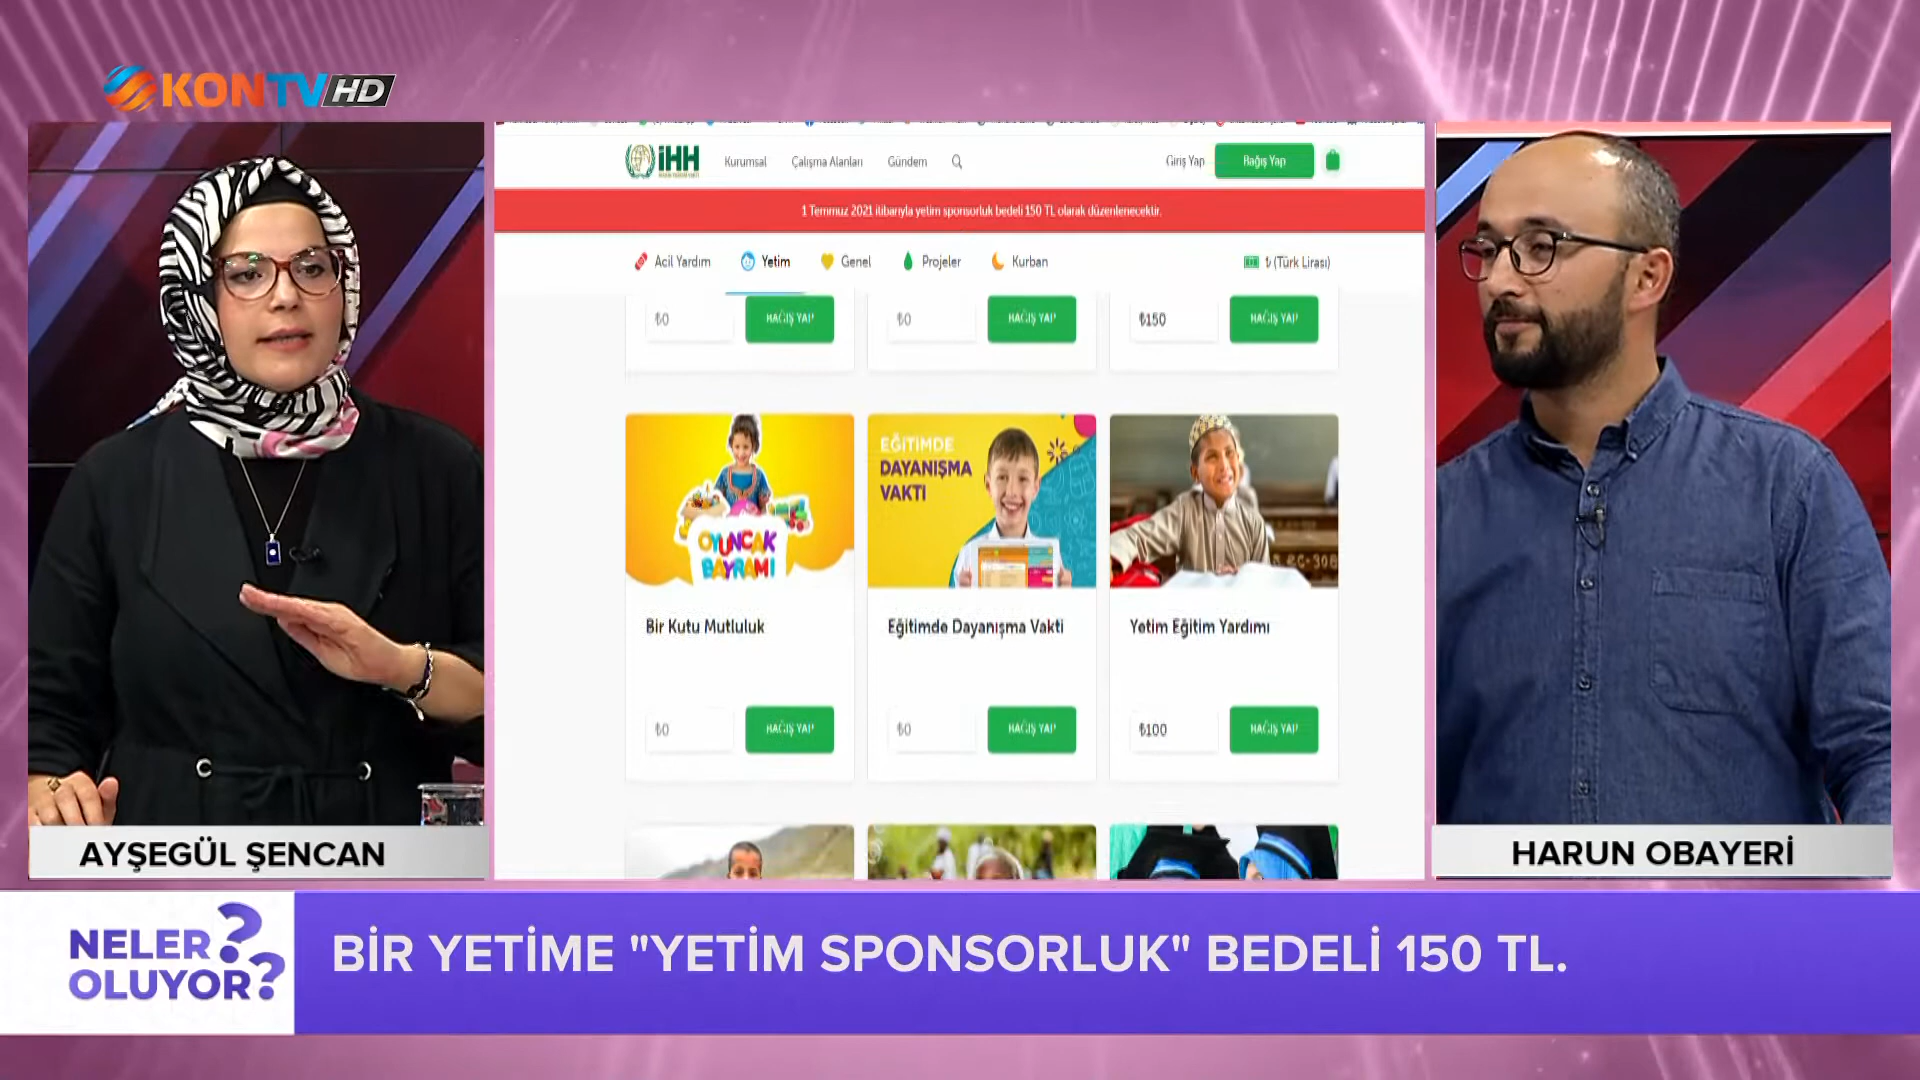 KONTV HD
İHH
Kurumsal
Çalışma Alanları
Gündem
Giriş Yap
Bağış Yap
1 Temmuz 2021 itibarıyla yetim sponsorluk bedeli 150 TL olarak düzenlenecektir.
Acil Yardım
Yetim
Genel
Projeler
Kurban
₺ (Türk Lirası)
₺0
BAĞIŞ YAP
₺0
BAĞIŞ YAP
₺150
BAĞIŞ YAP
OYUNCAK
BAYRAMI
EĞİTİMDE
DAYANIŞMA
VAKTİ
Bir Kutu Mutluluk
Eğitimde Dayanışma Vakti
Yetim Eğitim Yardımı
₺0
BAĞIŞ YAP
₺0
BAĞIŞ YAP
₺100
BAĞIŞ YAP
AYŞEGÜL ŞENCAN
HARUN OBAYERİ
NELER
OLUYOR??
BİR YETİME "YETİM SPONSORLUK" BEDELİ 150 TL.